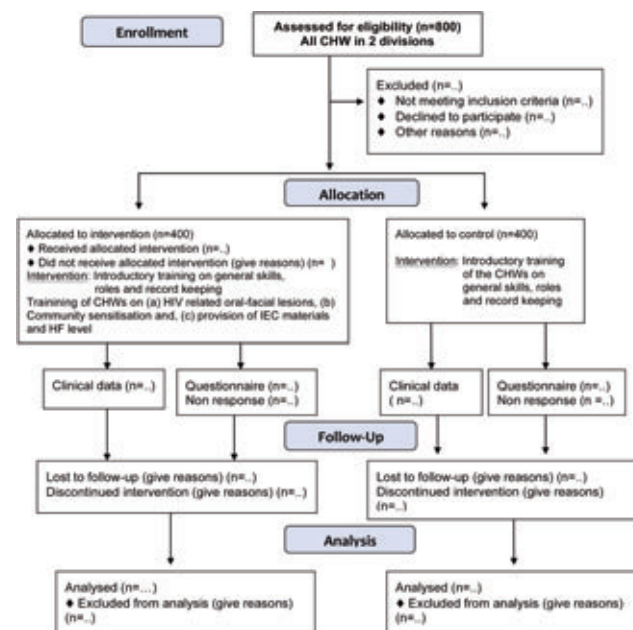 Enrollment
Assessed for eligibility (n=800)
All CHW in 2 divisions
Excluded (n=..)
♦ Not meeting inclusion criteria (n=..)
♦ Declined to participate (n=..)
♦ Other reasons (n=..)
Allocation
Allocated to intervention (n=400)
♦ Received allocated intervention (n=..)
♦ Did not receive allocated intervention (give reasons) (n= )
Intervention: Introductory training on general skills,
roles and record keeping
Trainining of CHWs on (a) HIV related oral-facial lesions, (b)
Community sensitisation and, (c) provision of IEC materials
and HF level
Allocated to control (n=400)
Intervention: Introductory training
of the CHWs on
general skills, roles
and record keeping
Clinical data (n=..)
Questionnaire (n=..)
Non response (n=..)
Clinical data
( n=..)
Questionnaire (n=..)
Non response (n =..)
Follow-Up
Lost to follow-up (give reasons) (n=..)
Discontinued intervention (give reasons) (n=..)
Lost to follow-up (give reasons) (n=..)
Discontinued intervention (give reasons)
(n=..)
Analysis
Analysed (n=...)
♦ Excluded from analysis (give reasons)
(n=..)
Analysed (n=..)
♦ Excluded from analysis (give reasons)
(n=..)